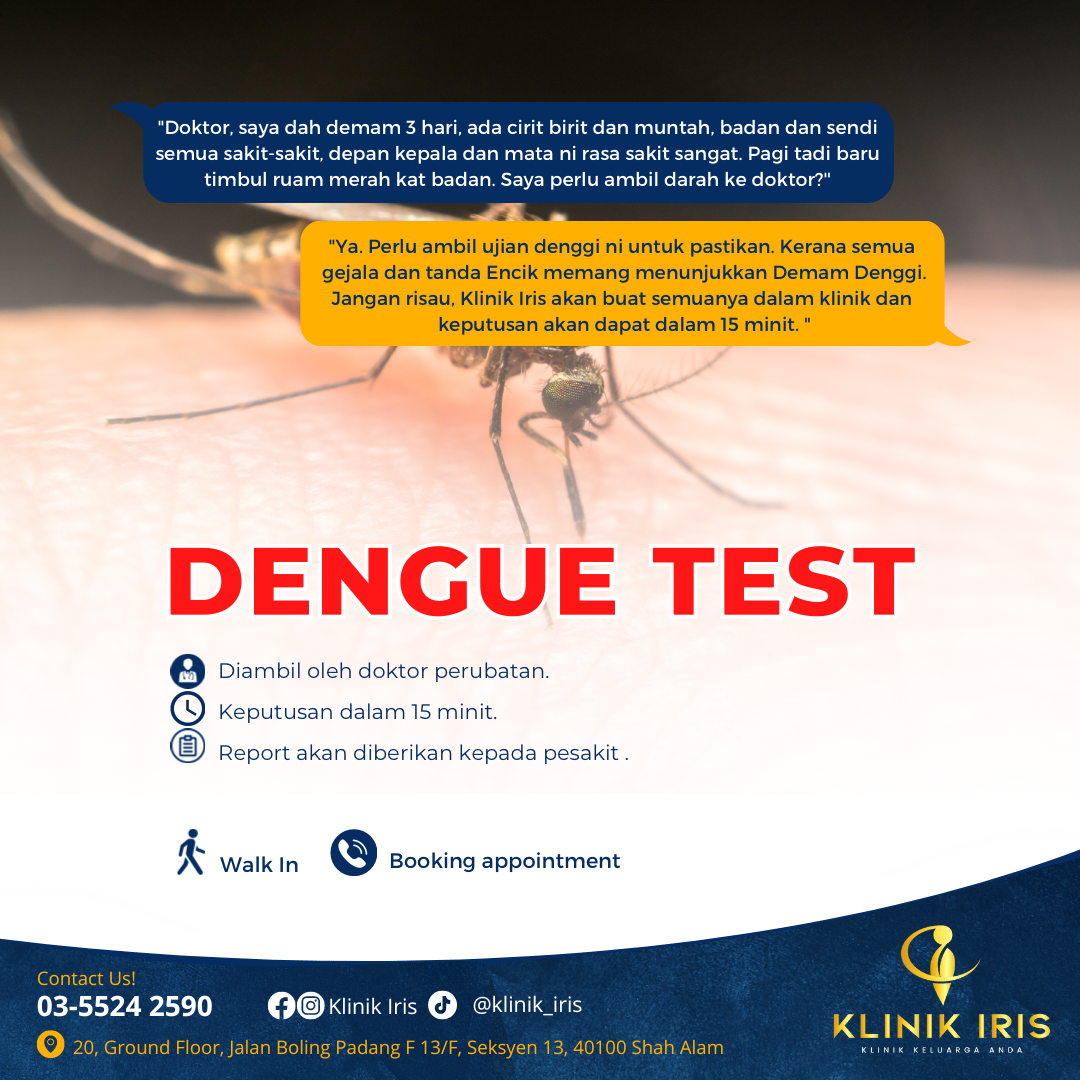 "Doktor, saya dah demam 3 hari, ada cirit birit dan muntah, badan dan sendi
semua sakit-sakit, depan kepala dan mata ni rasa sakit sangat. Pagi tadi baru
timbul ruam merah kat badan. Saya perlu ambil darah ke doktor?"
"Ya. Perlu ambil ujian denggi ni untuk pastikan. Kerana semua
gejala dan tanda Encik memang menunjukkan Demam Denggi.
Jangan risau, Klinik Iris akan buat semuanya dalam klinik dan
keputusan akan dapat dalam 15 minit. "
DENGUE TEST
Diambil oleh doktor perubatan.
Keputusan dalam 15 minit.
Report akan diberikan kepada pesakit .
Walk In
Booking appointment
Contact Us!
03-5524 2590
Klinik Iris
@klinik_iris
20, Ground Floor, Jalan Boling Padang F 13/F, Seksyen 13, 40100 Shah Alam
KLINIK IRIS
KLINIK KELUARGA ANDA